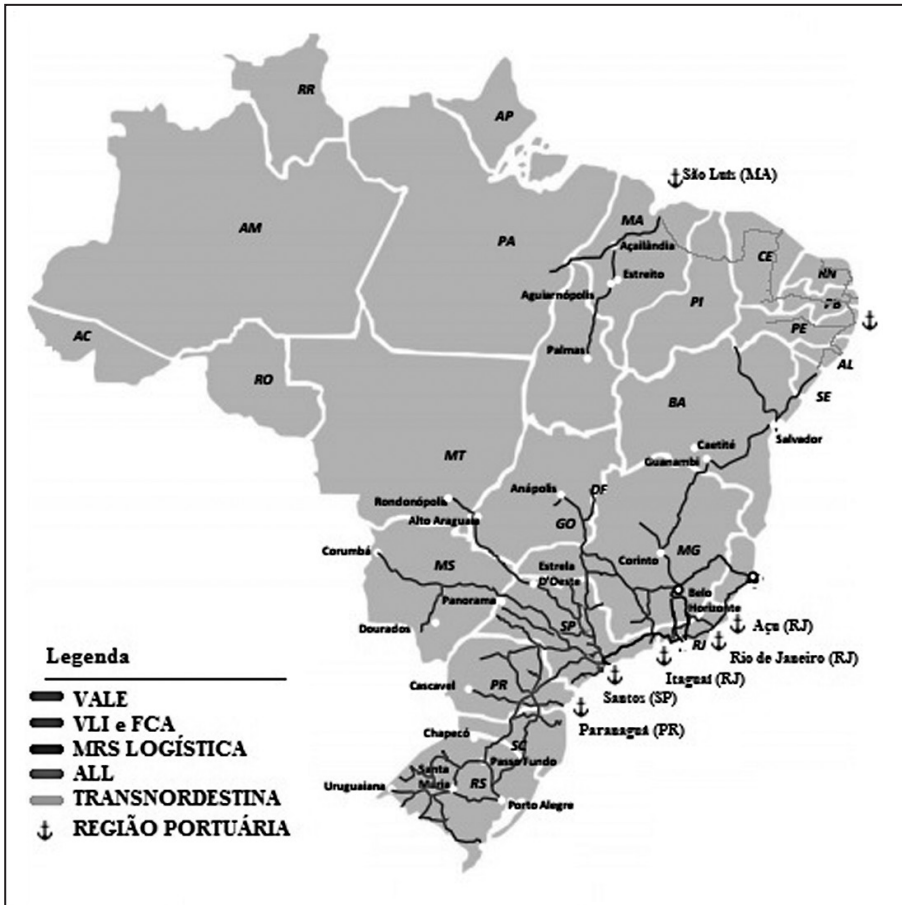 RR
AP
São Luís (MA)
AM
PA
MA
Açailândia
CE
RN
Estreito
Aguiarnópolis
PB
PI
PE
AC
Palmas
AL
RO
BA
SE
Caetité
Salvador
MT
Guanambi
Anápolis
DF
Rondonópolis
Alto Araguaia
GO
Corumbá
Corinto
MG
MS
Estrela
D'Oeste
Belo
Horizonte
Panorama
Dourados
SP
Açu (RJ)
RJ
Rio de Janeiro (RJ)
Itaguaí (RJ)
Santos (SP)
Cascavel
PR
Paranaguá (PR)
Chapecó
SC
Passo Fundo
Santa
Maria
RS
Uruguaiana
Porto Alegre
Legenda
VALE
VLI e FCA
MRS LOGÍSTICA
ALL
TRANSNORDESTINA
REGIÃO PORTUÁRIA